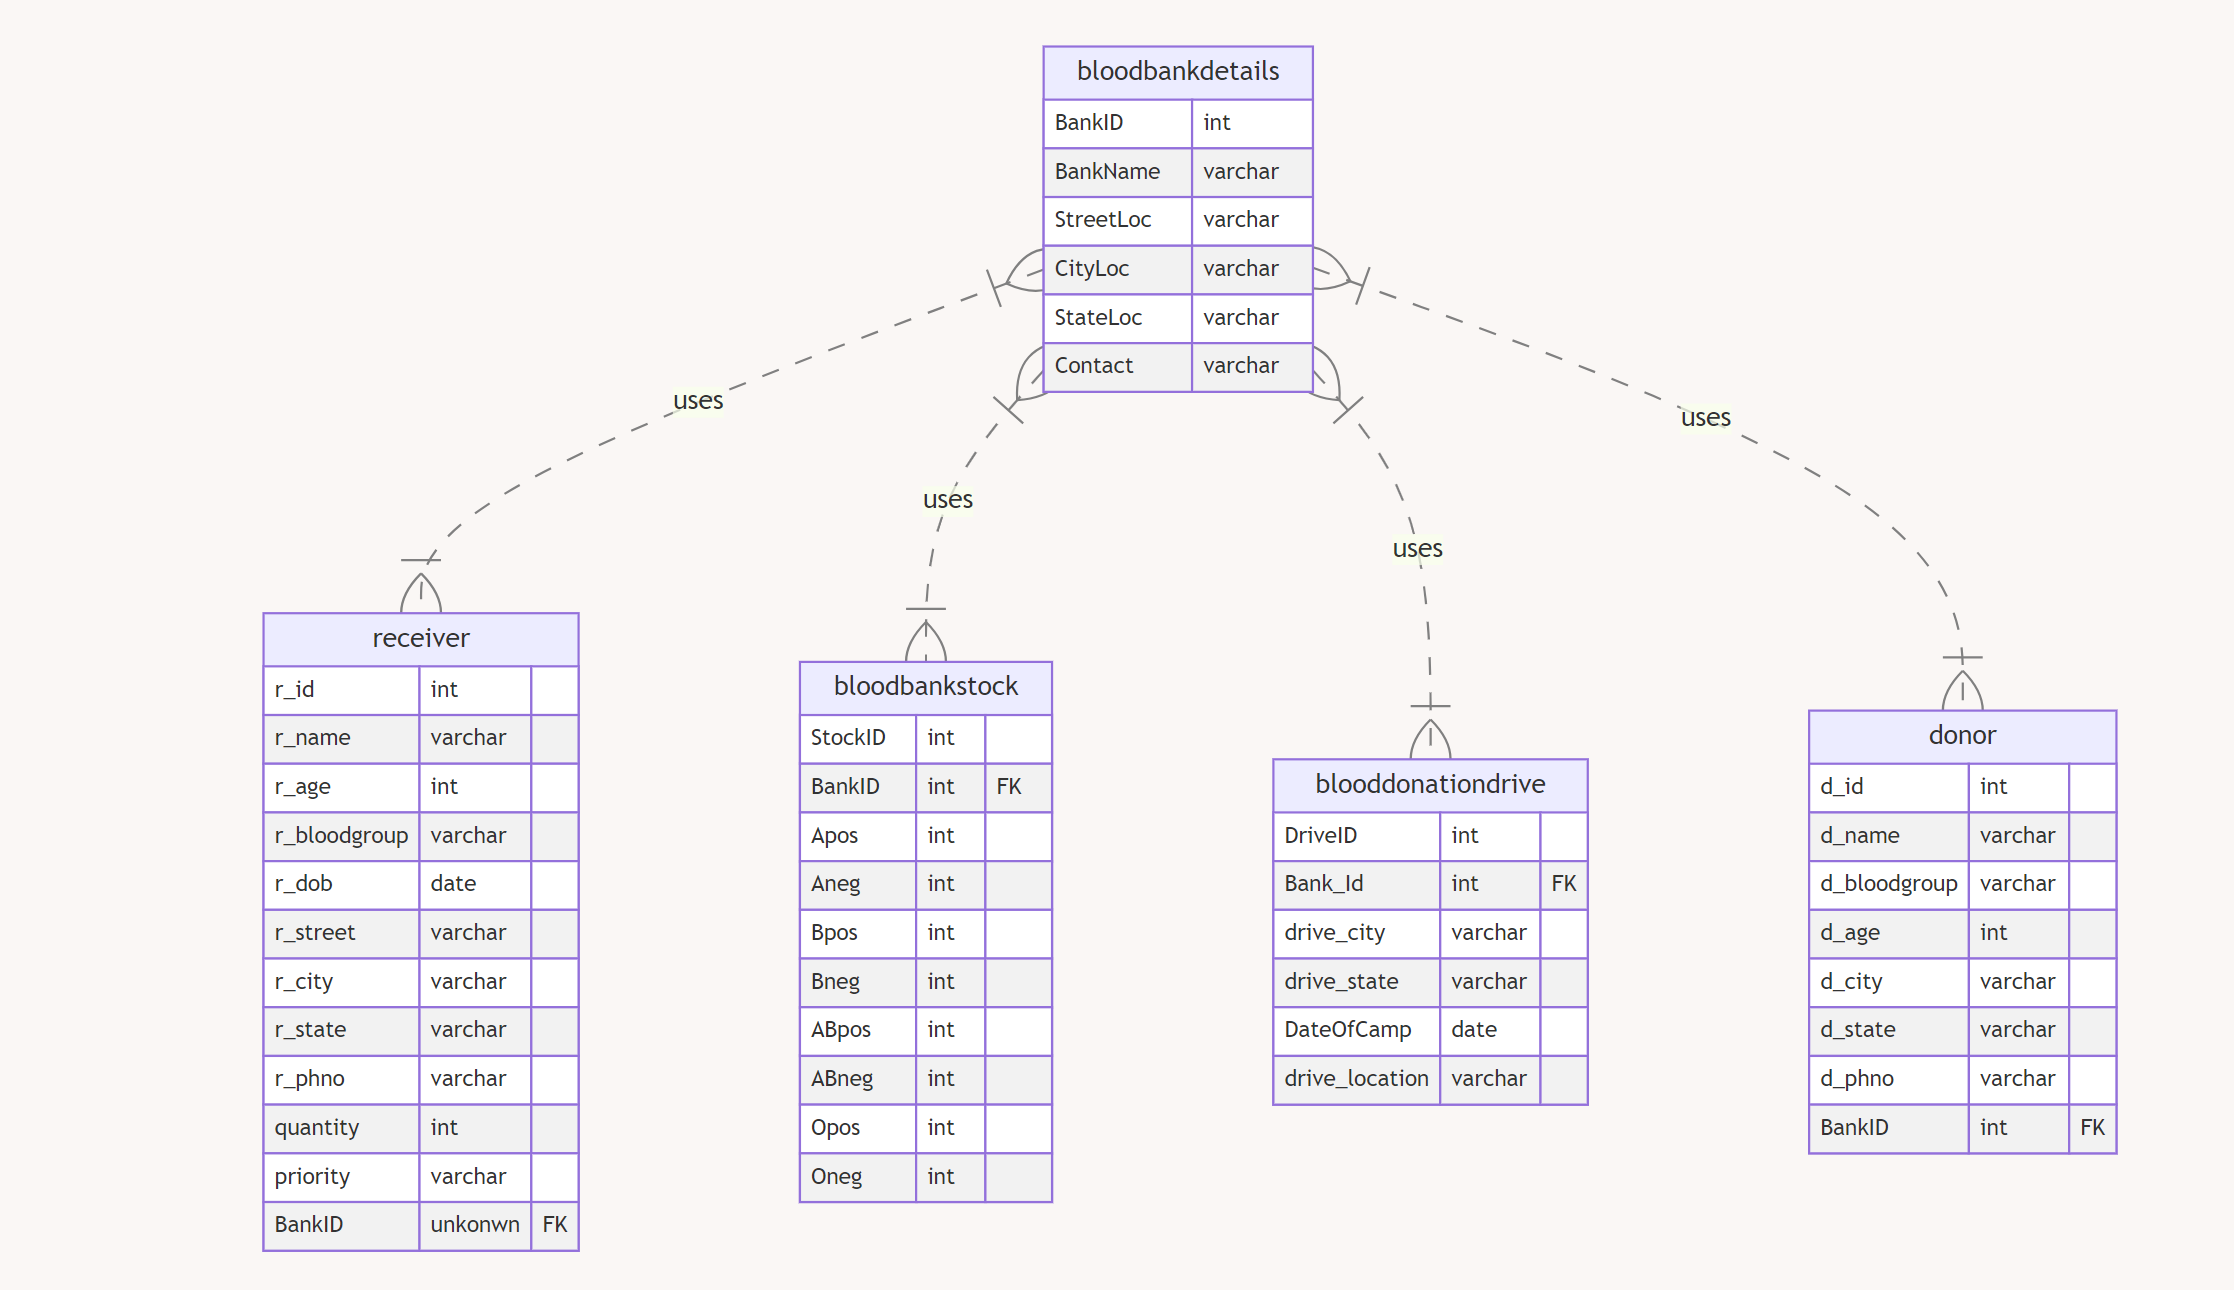 bloodbankdetails
BankID int
BankName varchar
StreetLoc varchar
CityLoc varchar
StateLoc varchar
Contact varchar
uses
uses
uses
uses
receiver
r_id int
r_name varchar
r_age int
r_bloodgroup varchar
r_dob date
r_street varchar
r_city varchar
r_state varchar
r_phno varchar
quantity int
priority varchar
BankID unkonwn FK
bloodbankstock
StockID int
BankID int FK
Apos int
Aneg int
Bpos int
Bneg int
ABpos int
ABneg int
Opos int
Oneg int
blooddonationdrive
DriveID int
Bank_Id int FK
drive_city varchar
drive_state varchar
DateOfCamp date
drive_location varchar
donor
d_id int
d_name varchar
d_bloodgroup varchar
d_age int
d_city varchar
d_state varchar
d_phno varchar
BankID int FK